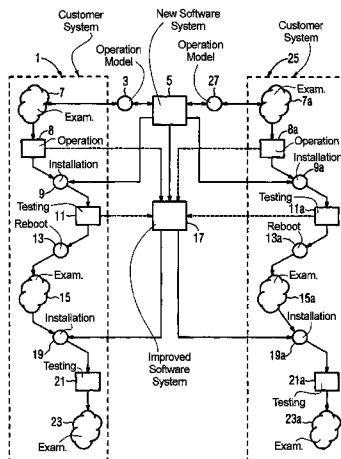 Customer
System
New Software
System
Customer
System
1
Operation
Model
3
5
Operation
Model
27
25
7
Exam.
Exam.
7a
8
Operation
8a
Operation
Installation
9
Installation
9a
Testing
11
Testing
11a
17
Reboot
13
Reboot
13a
Exam.
15
Exam.
15a
Installation
19
Installation
19a
Improved
Software
System
Testing
21
21a
Testing
23
Exam.
23a
Exam.